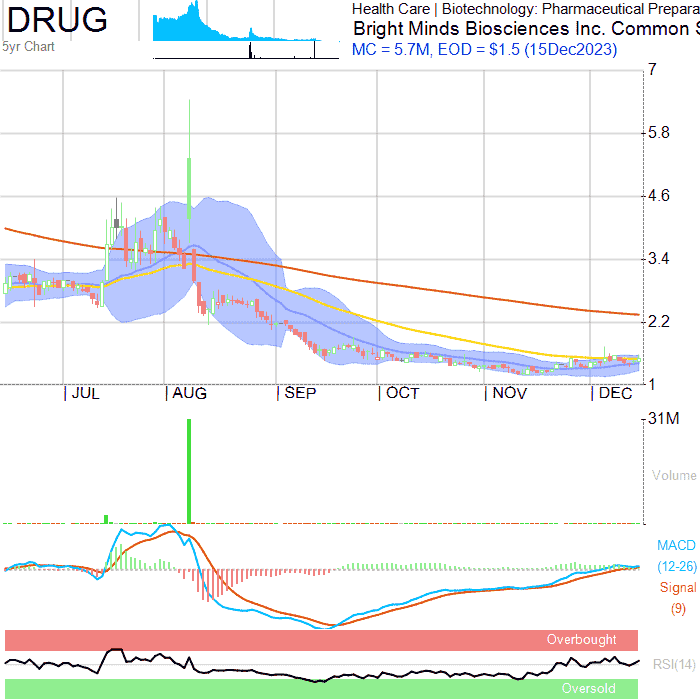 DRUG
5yr Chart
Health Care | Biotechnology: Pharmaceutical Prepara
Bright Minds Biosciences Inc. Common S
MC = 5.7M, EOD = $1.5 (15Dec2023)
7
5.8
4.6
3.4
2.2
1
JUL AUG SEP OCT NOV DEC
31M
Volume
MACD
(12-26)
Signal
(9)
Overbought
RSI(14)
Oversold